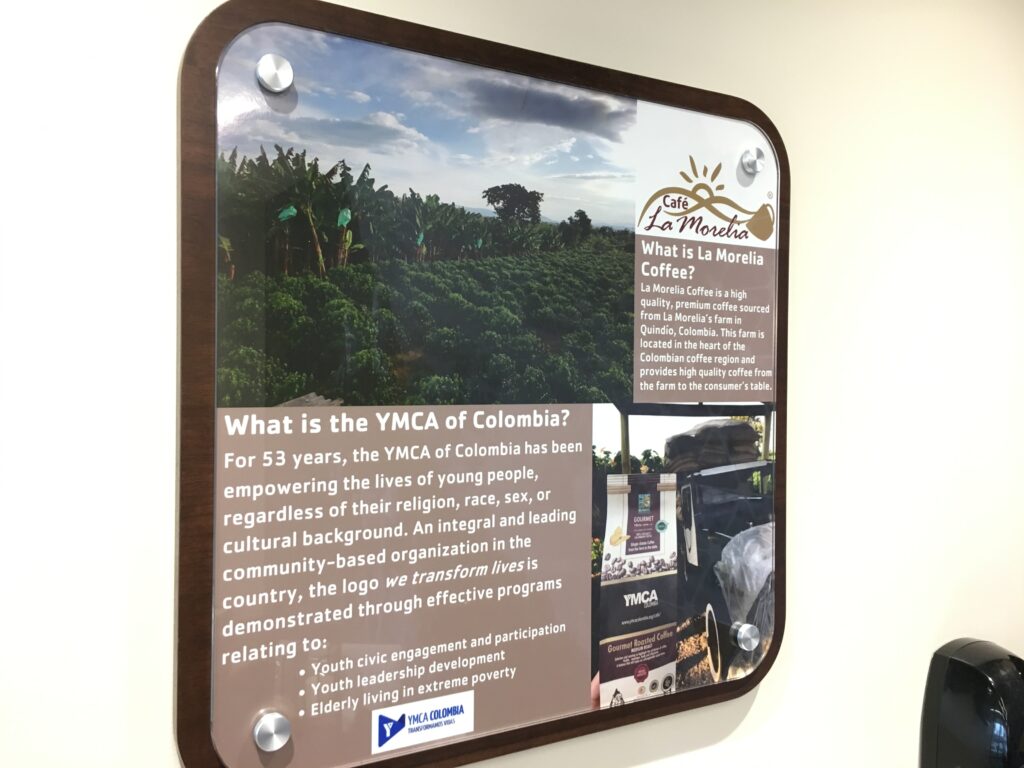 Café
La Morelia
®
What is La Morelia
Coffee?
La Morelia Coffee is a high
quality, premium coffee sourced
from La Morelia's farm in
Quindío, Colombia. This farm is
located in the heart of the
Colombian coffee region and
provides high quality coffee from
the farm to the consumer's table.
What is the YMCA of Colombia?
For 53 years, the YMCA of Colombia has been
empowering the lives of young people,
regardless of their religion, race, sex, or
cultural background. An integral and leading
community-based organization in the
country, the logo we transform lives is
demonstrated through effective programs
relating to:
• Youth civic engagement and participation
• Youth leadership development
• Elderly living in extreme poverty
YMCA COLOMBIA
TRANSFORMAMOS VIDAS
GOURMET
YMCA
COLOMBIA
Gourmet Roasted Coffee
MEDIUM ROAST